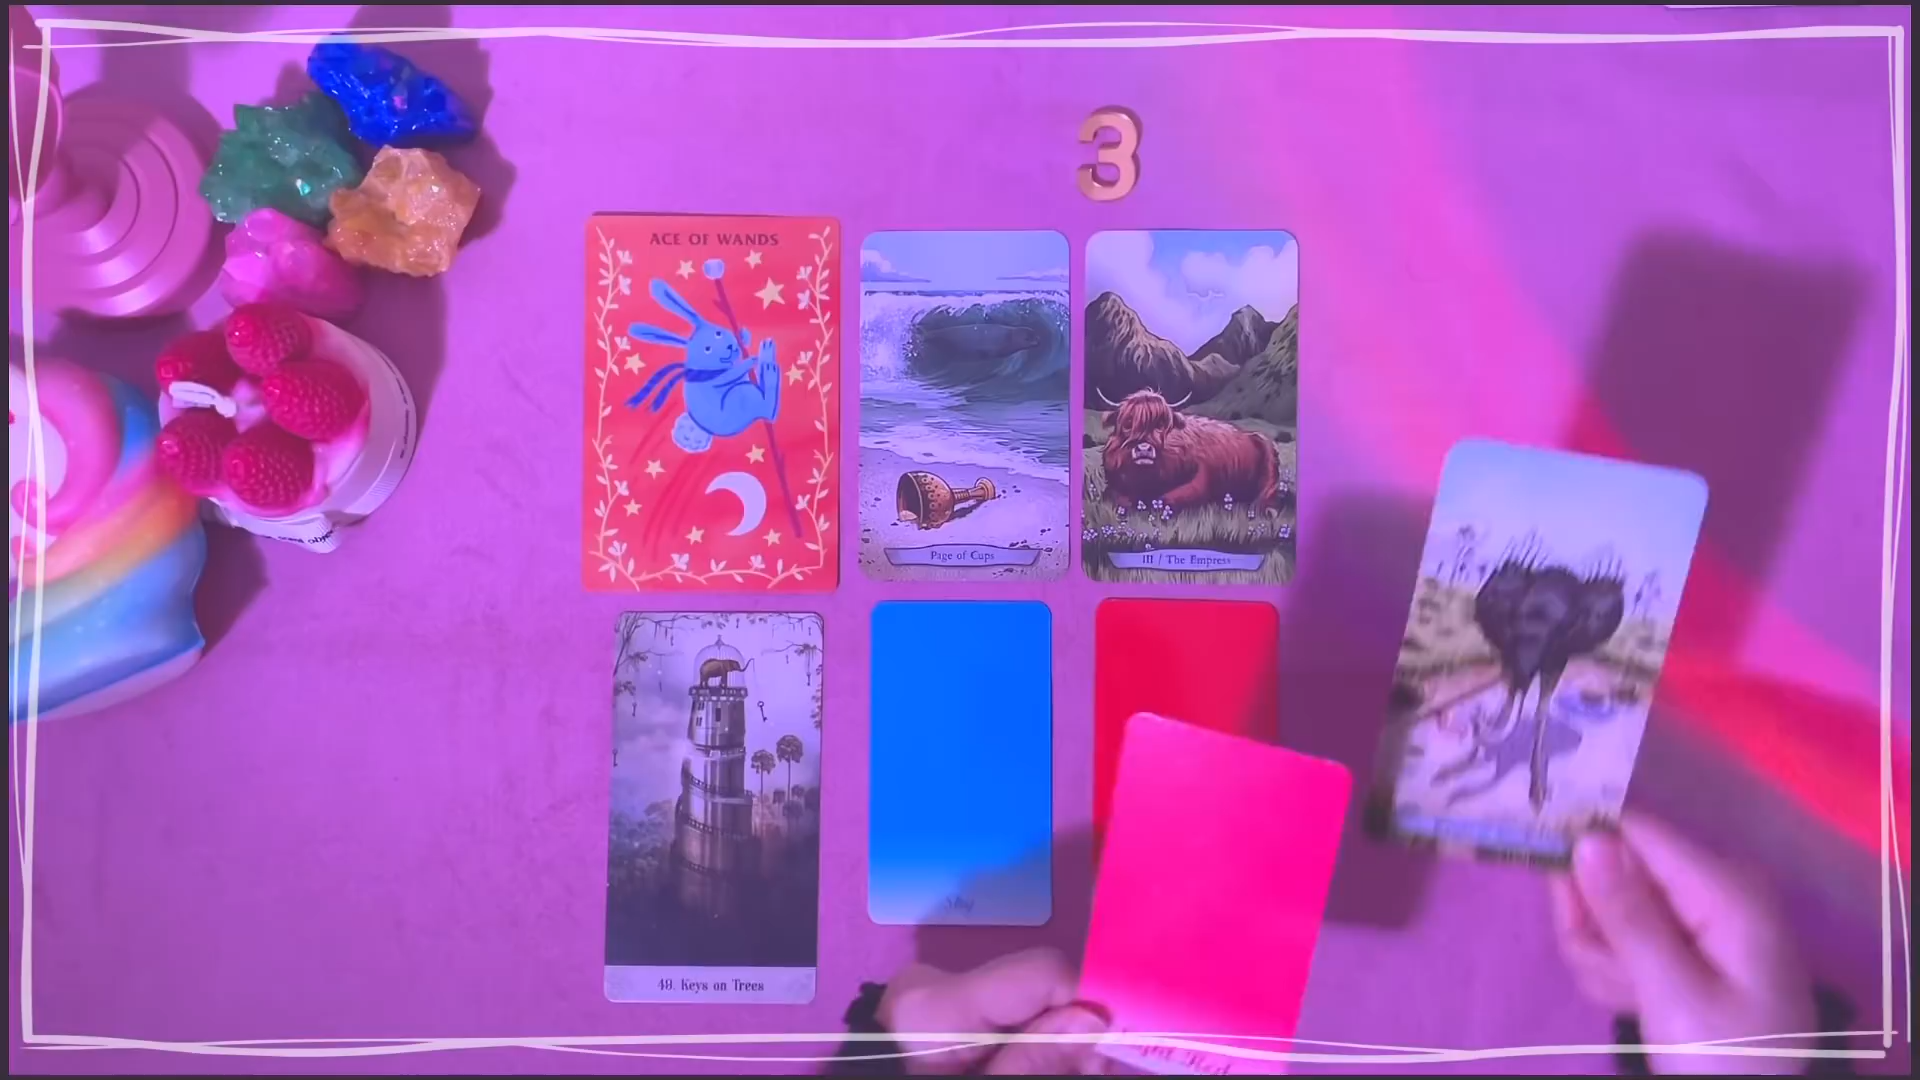 3
ACE OF WANDS
Page of Cups
III / The Empress
49. Keys on Trees